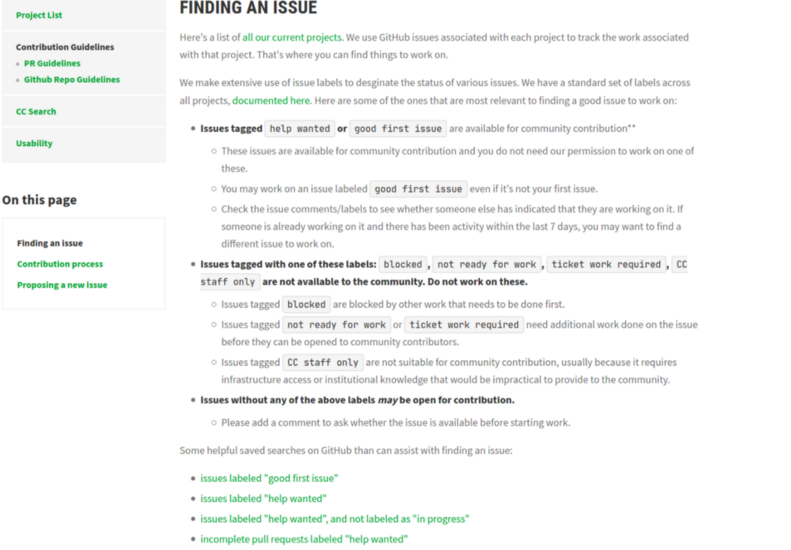 Project List
Contribution Guidelines
PR Guidelines
Github Repo Guidelines
CC Search
Usability
On this page
Finding an issue
Contribution process
Proposing a new issue
FINDING AN ISSUE
Here's a list of all our current projects. We use GitHub issues associated with each project to track the work associated
with that project. That's where you can find things to work on.
We make extensive use of issue labels to desginate the status of various issues. We have a standard set of labels across
all projects, documented here. Here are some of the ones that are most relevant to finding a good issue to work on:
Issues tagged help wanted or good first issue are available for community contribution**
These issues are available for community contribution and you do not need our permission to work on one of
these.
You may work on an issue labeled good first issue even if it's not your first issue.
Check the issue comments/labels to see whether someone else has indicated that they are working on it. If
someone is already working on it and there has been activity within the last 7 days, you may want to find a
different issue to work on.
Issues tagged with one of these labels: blocked, not ready for work, ticket work required, CC
staff only are not available to the community. Do not work on these.
Issues tagged blocked are blocked by other work that needs to be done first.
Issues tagged not ready for work or ticket work required need additional work done on the issue
before they can be opened to community contributors.
Issues tagged CC staff only are not suitable for community contribution, usually because it requires
infrastructure access or institutional knowledge that would be impractical to provide to the community.
Issues without any of the above labels may be open for contribution.
Please add a comment to ask whether the issue is available before starting work.
Some helpful saved searches on GitHub than can assist with finding an issue:
issues labeled "good first issue"
issues labeled "help wanted"
issues labeled "help wanted", and not labeled as "in progress"
incomplete pull requests labeled "help wanted"